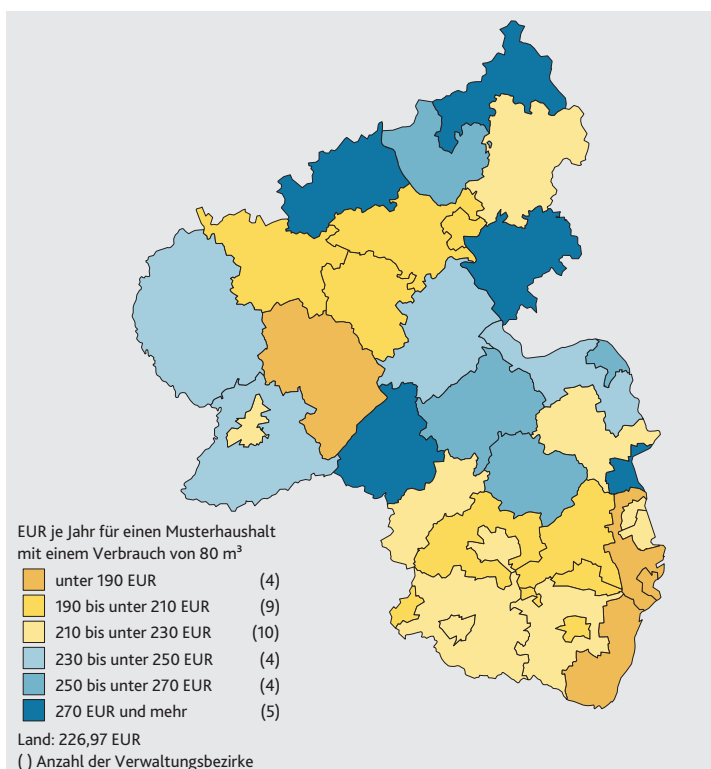 EUR je Jahr für einen Musterhaushalt
mit einem Verbrauch von 80 m³
unter 190 EUR (4)
190 bis unter 210 EUR (9)
210 bis unter 230 EUR (10)
230 bis unter 250 EUR (4)
250 bis unter 270 EUR (4)
270 EUR und mehr (5)
Land: 226,97 EUR
( ) Anzahl der Verwaltungsbezirke